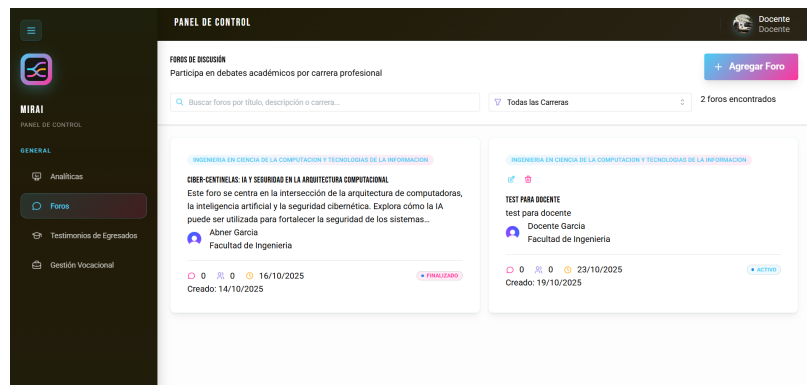 PANEL DE CONTROL
Docente
Docente
MIRAI
PANEL DE CONTROL
GENERAL
Analíticas
Foros
Testimonios de Egresados
Gestión Vocacional
FOROS DE DISCUSIÓN
Participa en debates académicos por carrera profesional
+ Agregar Foro
Buscar foros por título, descripción o carrera...
Todas las Carreras
2 foros encontrados
INGENIERIA EN CIENCIA DE LA COMPUTACION Y TECNOLOGIAS DE LA INFORMACION
CIBER-CENTINELAS: IA Y SEGURIDAD EN LA ARQUITECTURA COMPUTACIONAL
Este foro se centra en la intersección de la arquitectura de computadoras,
la inteligencia artificial y la seguridad cibernética. Explora cómo la IA
puede ser utilizada para fortalecer la seguridad de los sistemas...
Abner Garcia
Facultad de Ingenieria
0 0 16/10/2025
FINALIZADO
Creado: 14/10/2025
INGENIERIA EN CIENCIA DE LA COMPUTACION Y TECNOLOGIAS DE LA INFORMACION
TEST PARA DOCENTE
test para docente
Docente Garcia
Facultad de Ingenieria
0 0 23/10/2025
ACTIVO
Creado: 19/10/2025